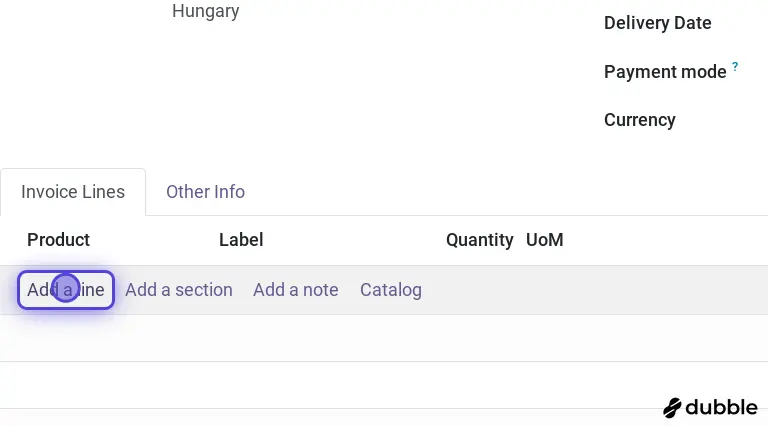 Hungary
Delivery Date
Payment mode ?
Currency
Invoice Lines Other Info
Product Label Quantity UoM
Add a line Add a section Add a note Catalog
dubble